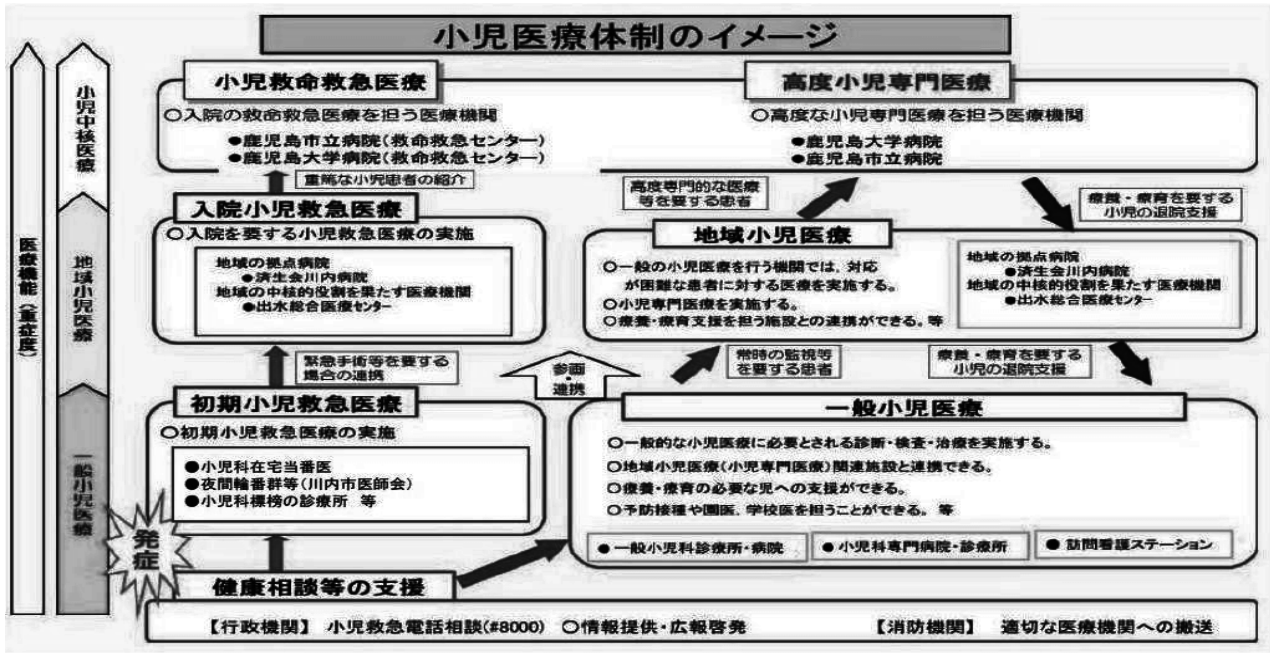 小児医療体制のイメージ
医療機能(重症度)
小児中核医療
地域小児医療
一般小児医療
小児救命救急医療
○入院の救命救急医療を担う医療機関
●鹿児島市立病院(救命救急センター)
●鹿児島大学病院(救命救急センター)
高度小児専門医療
○高度な小児専門医療を担う医療機関
●鹿児島大学病院
●鹿児島市立病院
重篤な小児患者の紹介
高度専門的な医療
等を要する患者
療養・療育を要する
小児の退院支援
入院小児救急医療
○入院を要する小児救急医療の実施
地域の拠点病院
●済生会川内病院
地域の中核的役割を果たす医療機関
●出水総合医療センター
地域小児医療
○一般の小児医療を行う機関では、対応
が困難な患者に対する医療を実施する。
○小児専門医療を実施する。
○療養・療育支援を担う施設との連携ができる。等
地域の拠点病院
●済生会川内病院
地域の中核的役割を果たす医療機関
●出水総合医療センター
緊急手術等を要する
場合の連携
参画
・
連携
常時の監視等
を要する患者
療養・療育を要する
小児の退院支援
初期小児救急医療
○初期小児救急医療の実施
●小児科在宅当番医
●夜間輪番群等(川内市医師会)
●小児科標榜の診療所 等
一般小児医療
○一般的な小児医療に必要とされる診断・検査・治療を実施する。
○地域小児医療(小児専門医療)関連施設と連携できる。
○療養・療育の必要な児への支援ができる。
○予防接種や園医、学校医を担うことができる。 等
●一般小児科診療所・病院
●小児科専門病院・診療所
●訪問看護ステーション
発症
健康相談等の支援
【行政機関】 小児救急電話相談(#8000) ○情報提供・広報啓発 【消防機関】 適切な医療機関への搬送